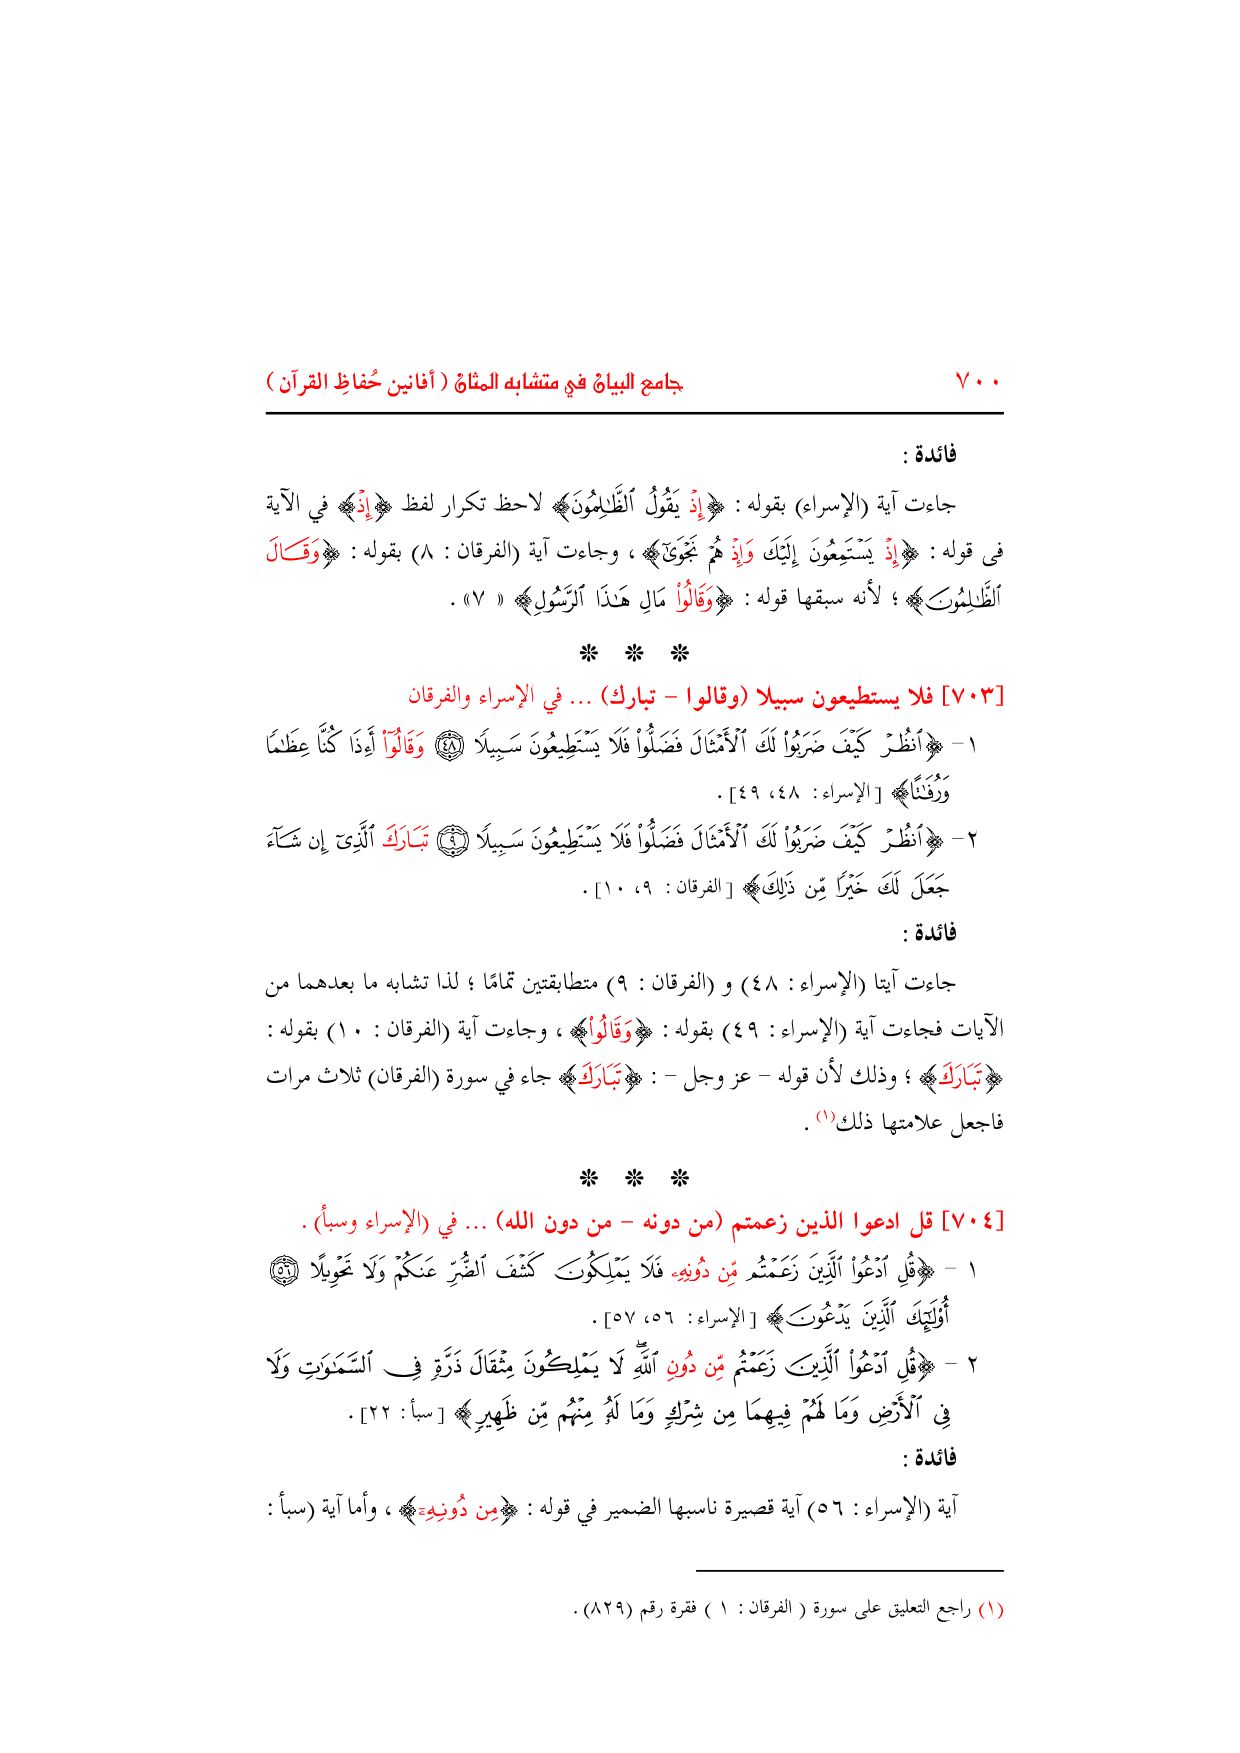 ٧٠٠ جامع البيان في متشابه المثان ( أفانين حُفاظِ القرآن )
فائدة :
جاءت آية (الإسراء) بقوله : ﴿إِذْ يَقُولُ ٱلظَّٰلِمُونَ﴾ لاحظ تكرار لفظ ﴿إِذْ﴾ في الآية
فى قوله : ﴿إِذْ يَسْتَمِعُونَ إِلَيْكَ وَإِذْ هُمْ نَجْوَىٰٓ﴾ ، وجاءت آية (الفرقان : ٨) بقوله : ﴿وَقَالَ
ٱلظَّٰلِمُونَ﴾ ؛ لأنه سبقها قوله : ﴿وَقَالُوا۟ مَالِ هَٰذَا ٱلرَّسُولِ﴾ « ٧» .
❋ ❋ ❋
[٧٠٣] فلا يستطيعون سبيلا (وقالوا – تبارك) ... في الإسراء والفرقان
١ – ﴿ٱنظُرْ كَيْفَ ضَرَبُوا۟ لَكَ ٱلْأَمْثَالَ فَضَلُّوا۟ فَلَا يَسْتَطِيعُونَ سَبِيلًا ۝٤٨ وَقَالُوٓا۟ أَءِذَا كُنَّا عِظَٰمًا
وَرُفَٰتًا﴾ [الإسراء: ٤٨، ٤٩] .
٢ – ﴿ٱنظُرْ كَيْفَ ضَرَبُوا۟ لَكَ ٱلْأَمْثَالَ فَضَلُّوا۟ فَلَا يَسْتَطِيعُونَ سَبِيلًا ۝٩ تَبَارَكَ ٱلَّذِىٓ إِن شَآءَ
جَعَلَ لَكَ خَيْرًا مِّن ذَٰلِكَ﴾ [الفرقان : ٩، ١٠] .
فائدة :
جاءت آيتا (الإسراء : ٤٨) و (الفرقان : ٩) متطابقتين تمامًا ؛ لذا تشابه ما بعدهما من
الآيات فجاءت آية (الإسراء : ٤٩) بقوله : ﴿وَقَالُوا۟﴾ ، وجاءت آية (الفرقان : ١٠) بقوله :
﴿تَبَارَكَ﴾ ؛ وذلك لأن قوله – عز وجل – : ﴿تَبَارَكَ﴾ جاء في سورة (الفرقان) ثلاث مرات
فاجعل علامتها ذلك(١) .
❋ ❋ ❋
[٧٠٤] قل ادعوا الذين زعمتم (من دونه – من دون الله) ... في (الإسراء وسبأ) .
١ – ﴿قُلِ ٱدْعُوا۟ ٱلَّذِينَ زَعَمْتُم مِّن دُونِهِۦ فَلَا يَمْلِكُونَ كَشْفَ ٱلضُّرِّ عَنكُمْ وَلَا تَحْوِيلًا ۝٥٦
أُو۟لَٰٓئِكَ ٱلَّذِينَ يَدْعُونَ﴾ [الإسراء: ٥٦، ٥٧] .
٢ – ﴿قُلِ ٱدْعُوا۟ ٱلَّذِينَ زَعَمْتُم مِّن دُونِ ٱللَّهِ ۖ لَا يَمْلِكُونَ مِثْقَالَ ذَرَّةٍ فِى ٱلسَّمَٰوَٰتِ وَلَا
فِى ٱلْأَرْضِ وَمَا لَهُمْ فِيهِمَا مِن شِرْكٍ وَمَا لَهُۥ مِنْهُم مِّن ظَهِيرٍ﴾ [سبأ : ٢٢] .
فائدة :
آية (الإسراء : ٥٦) آية قصيرة ناسبها الضمير في قوله : ﴿مِن دُونِهِۦٓ﴾ ، وأما آية (سبأ :
(١) راجع التعليق على سورة ( الفرقان : ١ ) فقرة رقم (٨٢٩) .